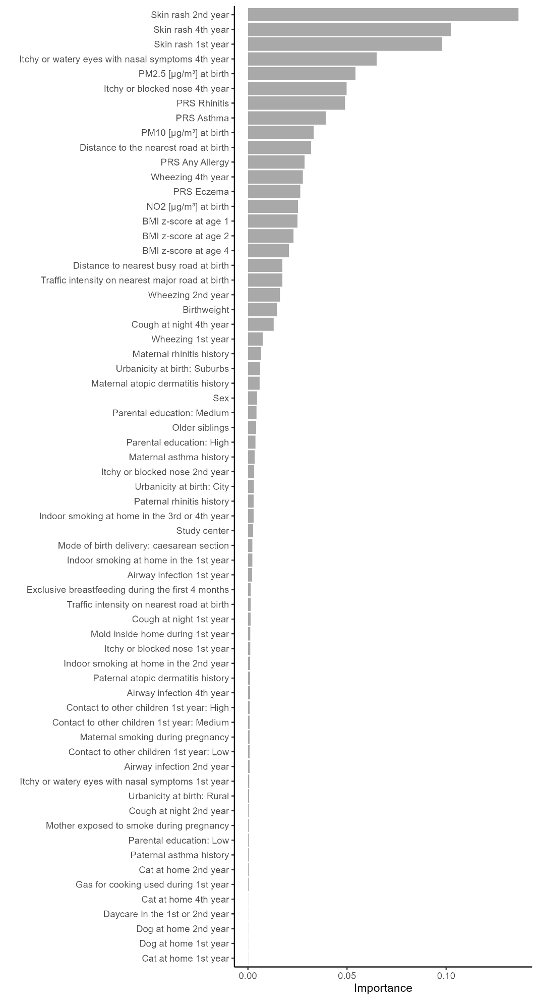 Skin rash 2nd year
Skin rash 4th year
Skin rash 1st year
Itchy or watery eyes with nasal symptoms 4th year
PM2.5 [µg/m³] at birth
Itchy or blocked nose 4th year
PRS Rhinitis
PRS Asthma
PM10 [µg/m³] at birth
Distance to the nearest road at birth
PRS Any Allergy
Wheezing 4th year
PRS Eczema
NO2 [µg/m³] at birth
BMI z-score at age 1
BMI z-score at age 2
BMI z-score at age 4
Distance to nearest busy road at birth
Traffic intensity on nearest major road at birth
Wheezing 2nd year
Birthweight
Cough at night 4th year
Wheezing 1st year
Maternal rhinitis history
Urbanicity at birth: Suburbs
Maternal atopic dermatitis history
Sex
Parental education: Medium
Older siblings
Parental education: High
Maternal asthma history
Itchy or blocked nose 2nd year
Urbanicity at birth: City
Paternal rhinitis history
Indoor smoking at home in the 3rd or 4th year
Study center
Mode of birth delivery: caesarean section
Indoor smoking at home in the 1st year
Airway infection 1st year
Exclusive breastfeeding during the first 4 months
Traffic intensity on nearest road at birth
Cough at night 1st year
Mold inside home during 1st year
Itchy or blocked nose 1st year
Indoor smoking at home in the 2nd year
Paternal atopic dermatitis history
Airway infection 4th year
Contact to other children 1st year: High
Contact to other children 1st year: Medium
Maternal smoking during pregnancy
Contact to other children 1st year: Low
Airway infection 2nd year
Itchy or watery eyes with nasal symptoms 1st year
Urbanicity at birth: Rural
Cough at night 2nd year
Mother exposed to smoke during pregnancy
Parental education: Low
Paternal asthma history
Cat at home 2nd year
Gas for cooking used during 1st year
Cat at home 4th year
Daycare in the 1st or 2nd year
Dog at home 2nd year
Dog at home 1st year
Cat at home 1st year
0.00 0.05 0.10
Importance